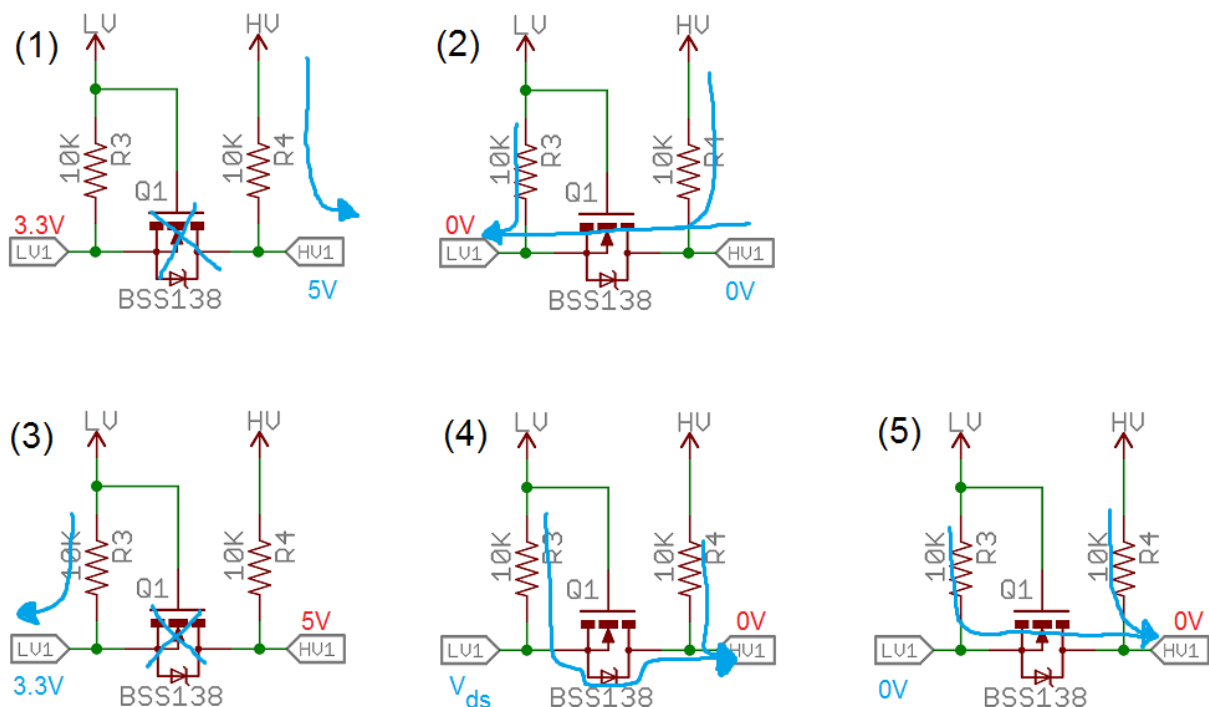 (1)
LV
HV
10K
R3
10K
R4
Q1
3.3V
LV1
HV1
BSS138
5V
(2)
LV
HV
10K
R3
10K
R4
Q1
0V
LV1
HV1
BSS138
0V
(3)
LV
HV
10K
R3
10K
R4
Q1
5V
LV1
HV1
3.3V
BSS138
(4)
LV
HV
10K
R3
10K
R4
Q1
0V
LV1
HV1
Vds
BSS138
(5)
LV
HV
10K
R3
10K
R4
Q1
0V
LV1
HV1
0V
BSS138